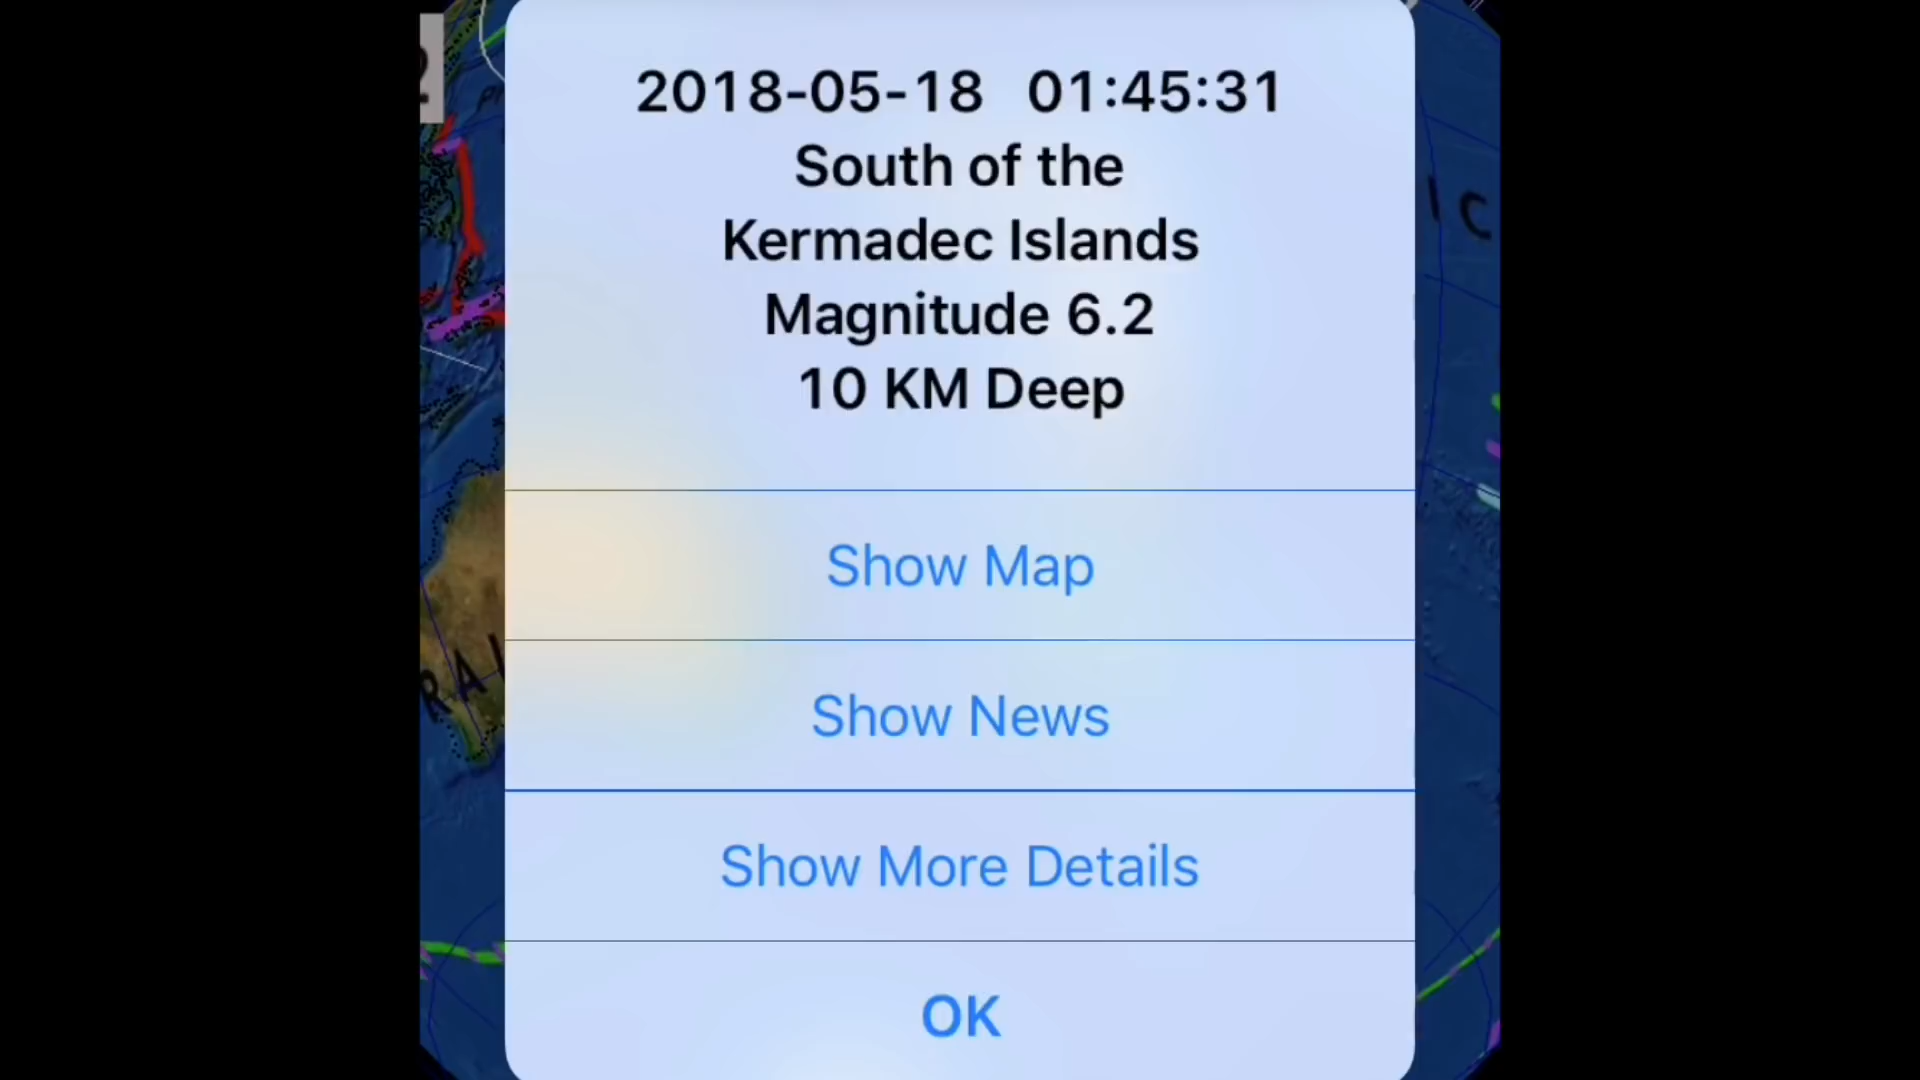 2018-05-18 01:45:31
South of the
Kermadec Islands
Magnitude 6.2
10 KM Deep
Show Map
Show News
Show More Details
OK